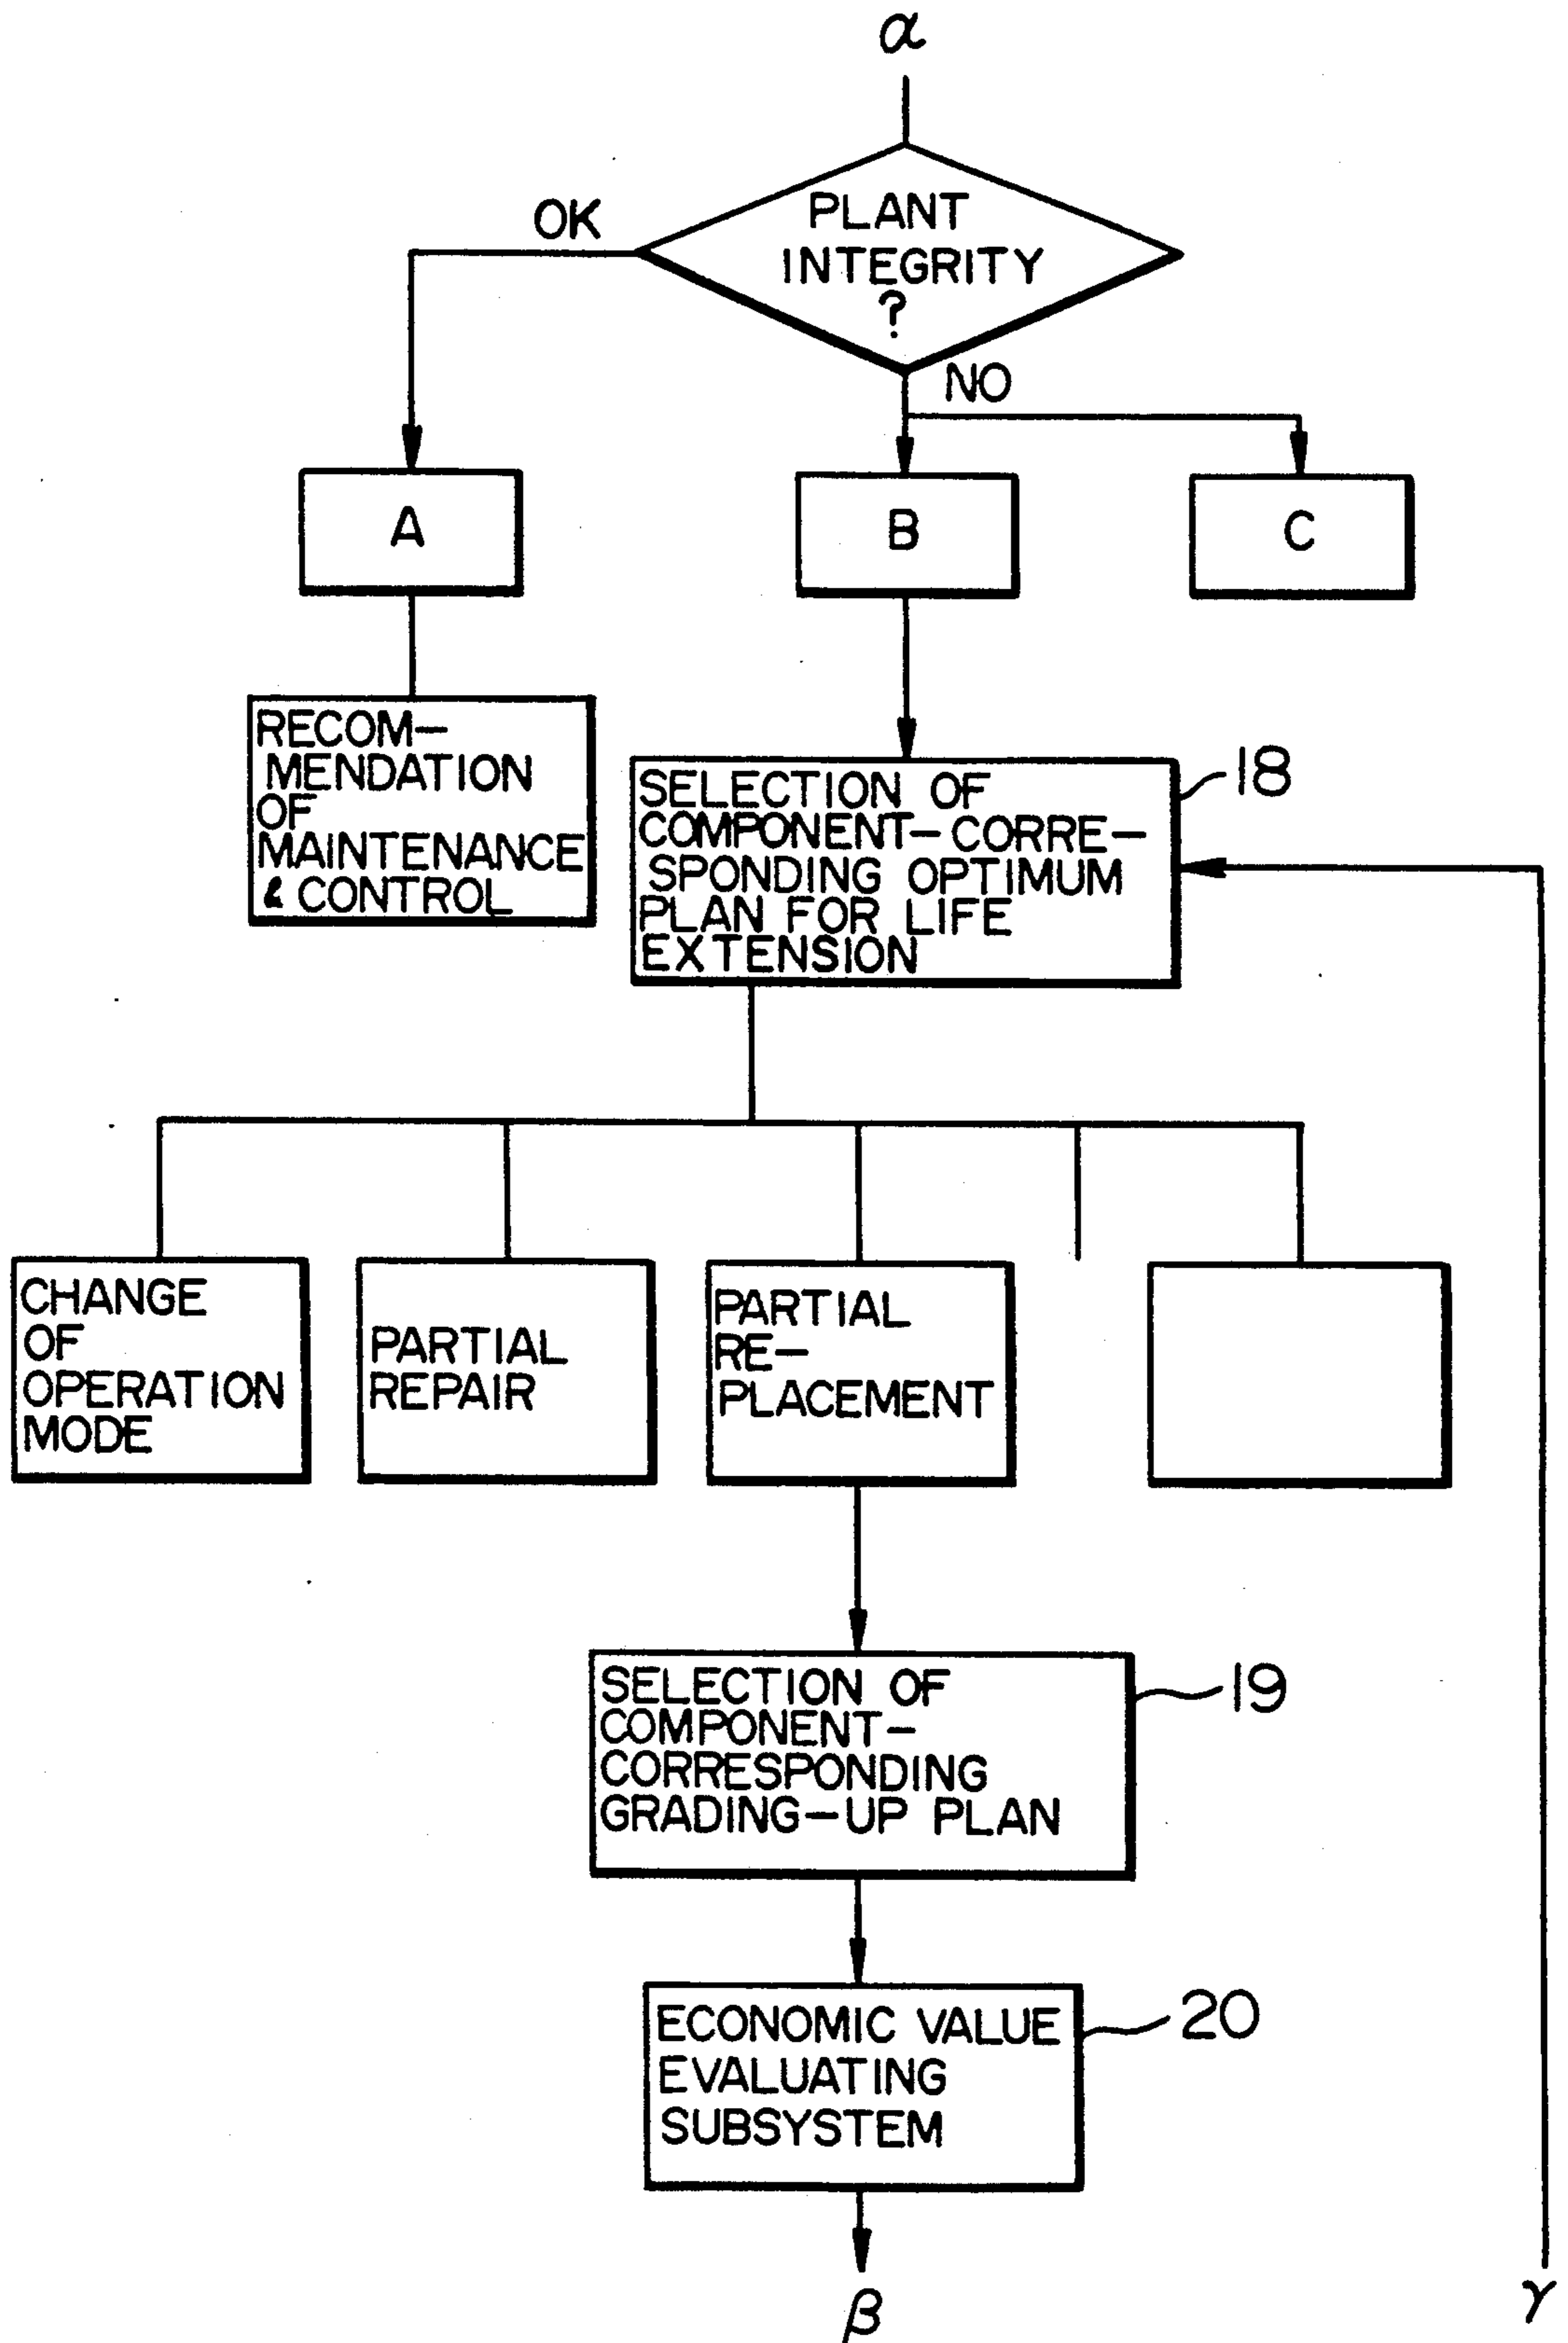 α
PLANT
INTEGRITY
?
OK
NO
A
B
C
RECOM-
MENDATION
OF
MAINTENANCE
& CONTROL
SELECTION OF
COMPONENT-CORRE-
SPONDING OPTIMUM
PLAN FOR LIFE
EXTENSION
18
CHANGE
OF
OPERATION
MODE
PARTIAL
REPAIR
PARTIAL
RE-
PLACEMENT
SELECTION OF
COMPONENT-
CORRESPONDING
GRADING-UP PLAN
19
ECONOMIC VALUE
EVALUATING
SUBSYSTEM
20
β
γ